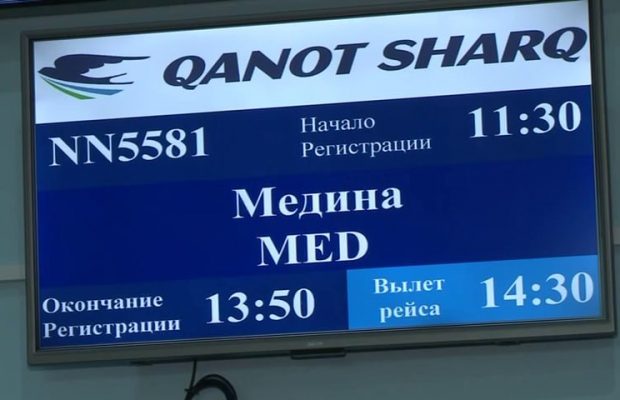 QANOT SHARQ
NN5581
Начало
Регистрации
11:30
Медина
MED
Окончание
Регистрации
13:50
Вылет
рейса
14:30